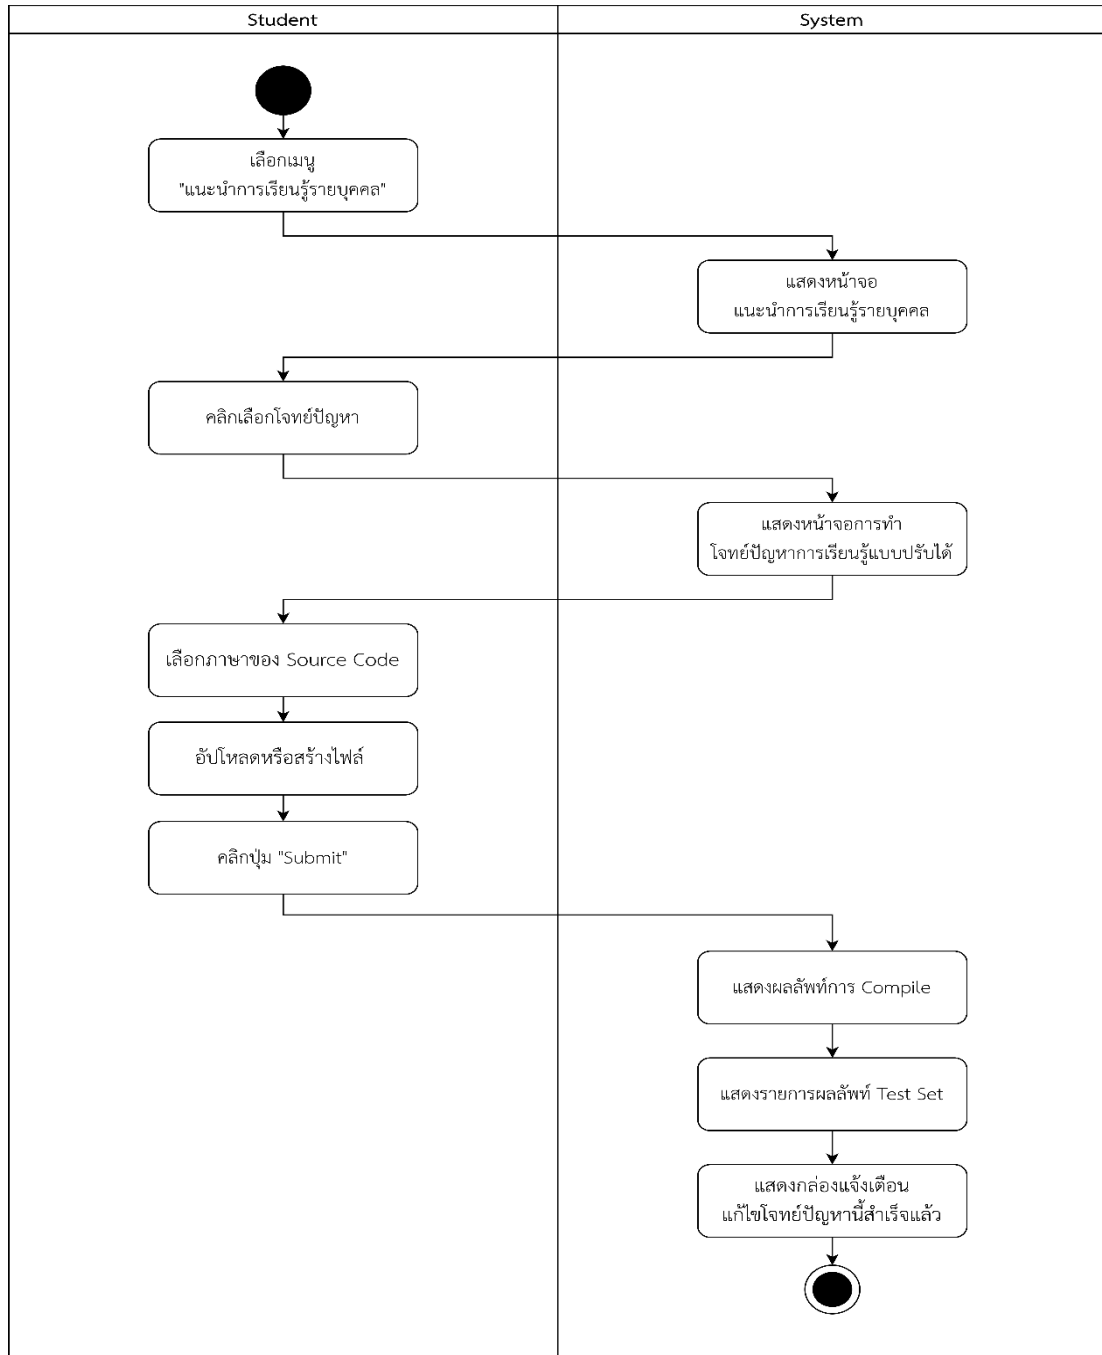 Student
System
เลือกเมนู
"แนะนำการเรียนรู้รายบุคคล"
แสดงหน้าจอ
แนะนำการเรียนรู้รายบุคคล
คลิกเลือกโจทย์ปัญหา
แสดงหน้าจอการทำ
โจทย์ปัญหาการเรียนรู้แบบปรับได้
เลือกภาษาของ Source Code
อัปโหลดหรือสร้างไฟล์
คลิกปุ่ม "Submit"
แสดงผลลัพท์การ Compile
แสดงรายการผลลัพท์ Test Set
แสดงกล่องแจ้งเตือน
แก้ไขโจทย์ปัญหานี้สำเร็จแล้ว